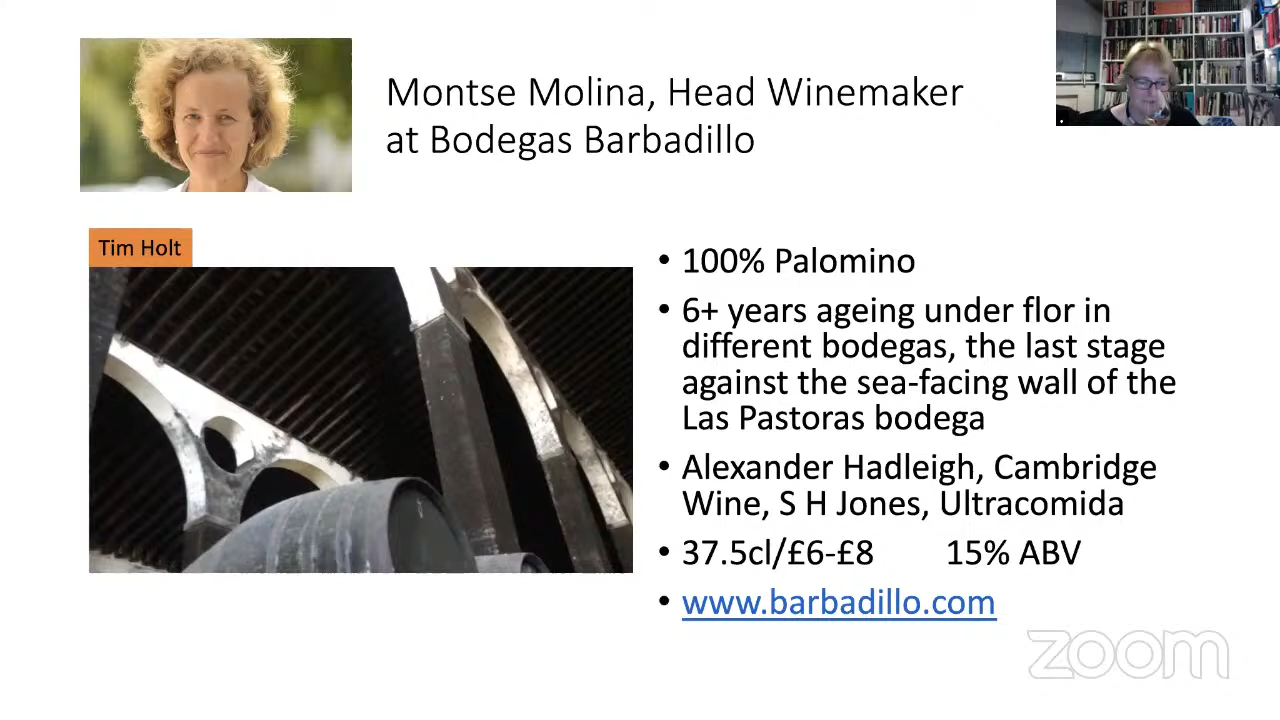 Montse Molina, Head Winemaker
at Bodegas Barbadillo
Tim Holt
• 100% Palomino
• 6+ years ageing under flor in
different bodegas, the last stage
against the sea-facing wall of the
Las Pastoras bodega
• Alexander Hadleigh, Cambridge
Wine, S H Jones, Ultracomida
• 37.5cl/£6-£8 15% ABV
• www.barbadillo.com
zoom